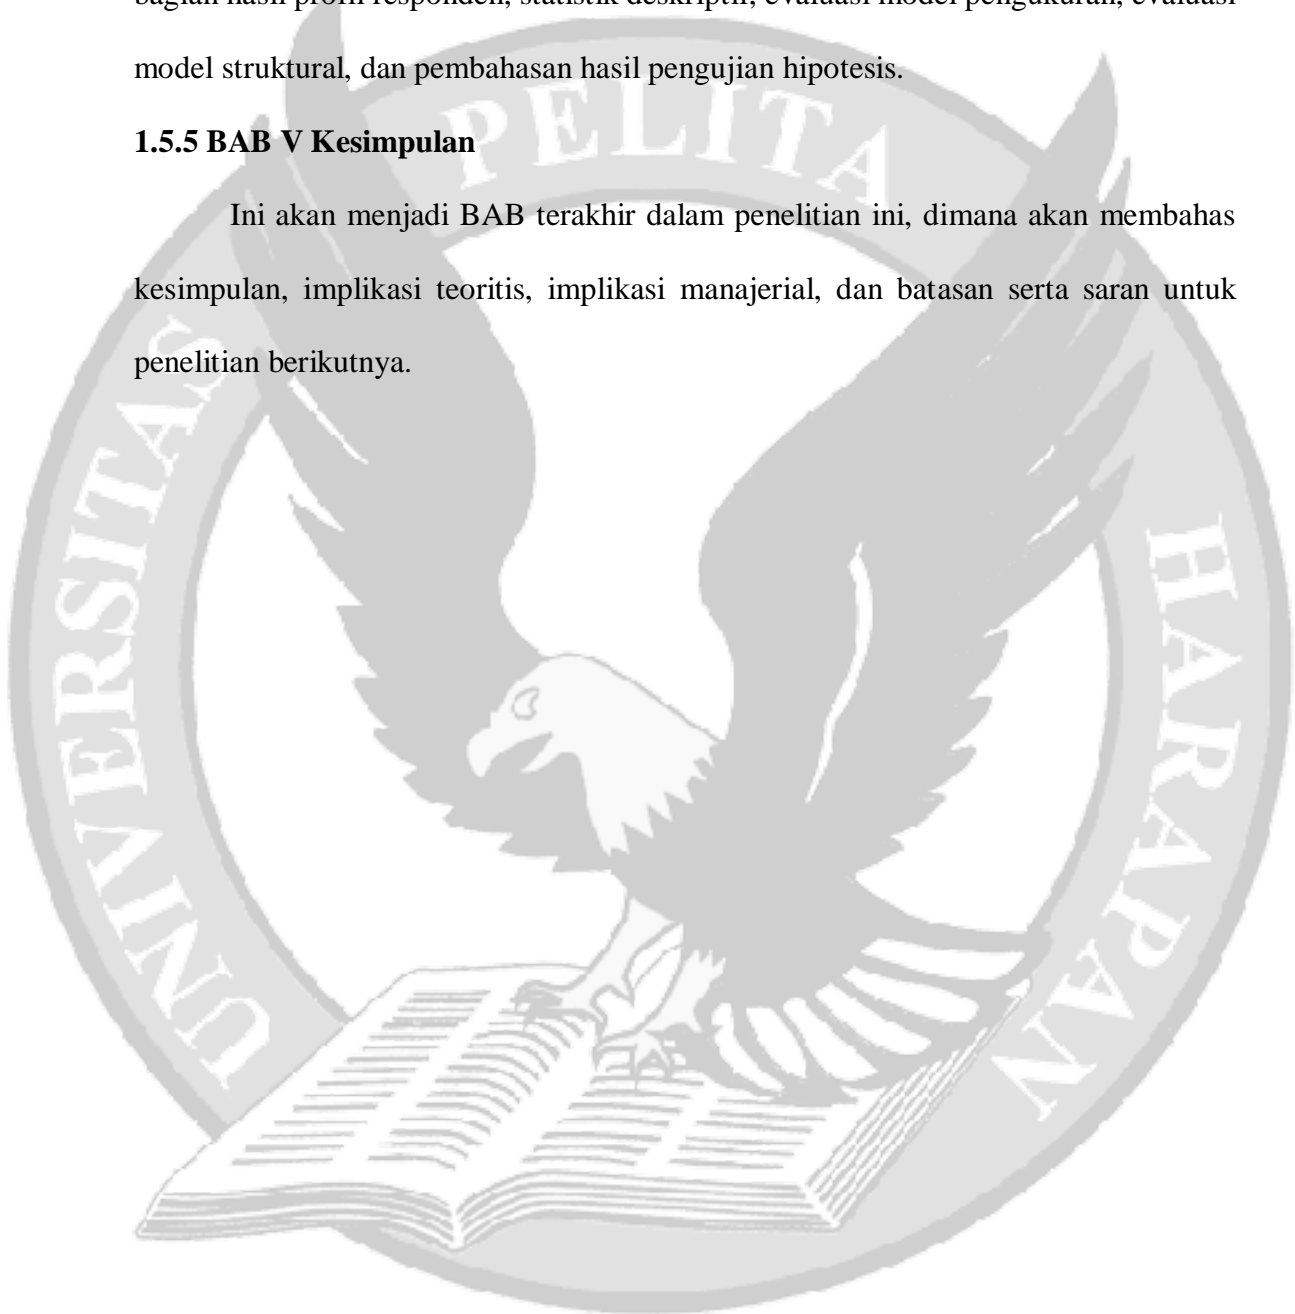 bagian hasil profil responden, statistik deskriptif, evaluasi model pengukuran, evaluasi
model struktural, dan pembahasan hasil pengujian hipotesis.
1.5.5 BAB V Kesimpulan
Ini akan menjadi BAB terakhir dalam penelitian ini, dimana akan membahas
kesimpulan, implikasi teoritis, implikasi manajerial, dan batasan serta saran untuk
penelitian berikutnya.
UNIVERSITAS
PELITA
HARAPAN